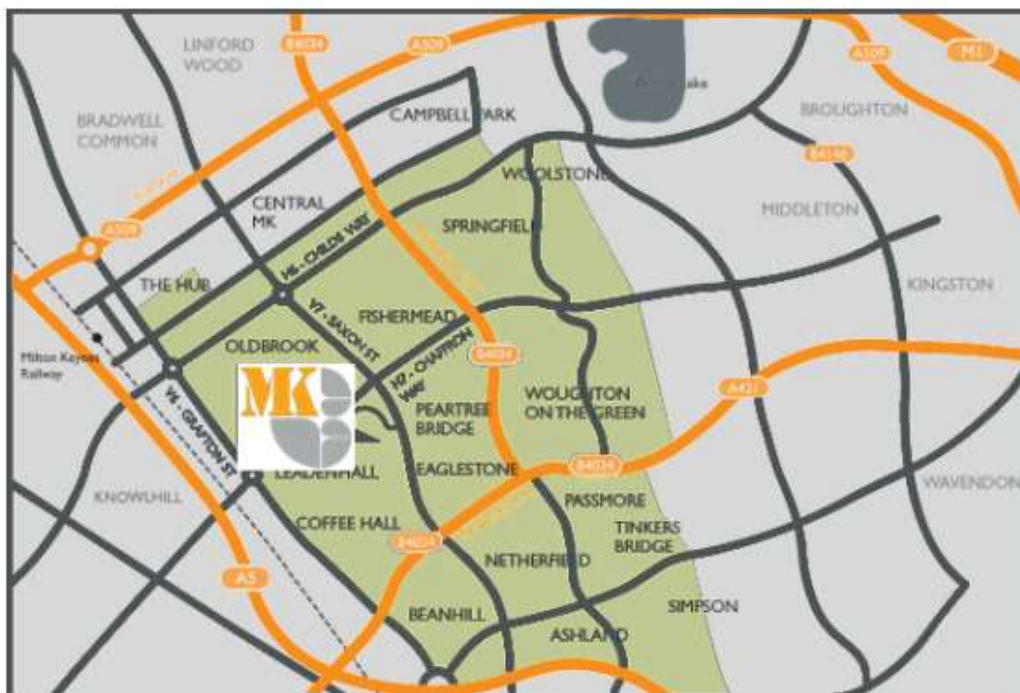 LINFORD
WOOD
B4034
A509
M1
A509
BRADWELL
COMMON
CAMPBELL PARK
Lake
BROUGHTON
B4146
WOOLSTONE
CENTRAL
MK
A509
MIDDLETON
SPRINGFIELD
H6 - CHILDS WAY
THE HUB
KINGSTON
V7 - SAXON ST
FISHERMEAD
Milton Keynes
Railway
OLDBROOK
B4034
H7 - CHAFFRON
WAY
A421
MK
V6 - GRAFTON ST
PEARTREE
BRIDGE
WOUGHTON
ON THE GREEN
LEADENHALL
EAGLESTONE
B4034
KNOWLHILL
WAVENDON
PASSMORE
COFFEE HALL
B4034
TINKERS
BRIDGE
NETHERFIELD
A5
SIMPSON
BEANHILL
ASHLAND